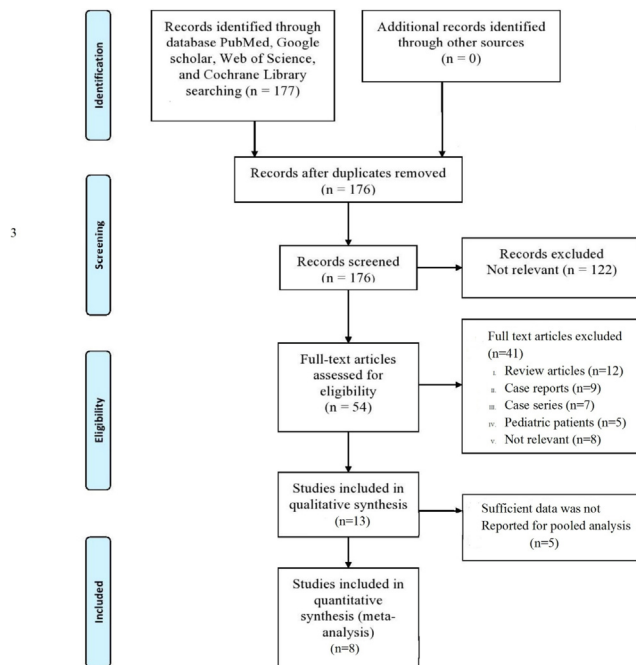 Identification
Records identified through
database PubMed, Google
scholar, Web of Science,
and Cochrane Library
searching (n = 177)
Additional records identified
through other sources
(n = 0)
Records after duplicates removed
(n = 176)
3
Screening
Records screened
(n = 176)
Records excluded
Not relevant (n = 122)
Eligibility
Full-text articles
assessed for
eligibility
(n = 54)
Full text articles excluded
(n=41)
I. Review articles (n=12)
II. Case reports (n=9)
III. Case series (n=7)
IV. Pediatric patients (n=5)
V. Not relevant (n=8)
Studies included in
qualitative synthesis
(n=13)
Sufficient data was not
Reported for pooled analysis
(n=5)
Included
Studies included in
quantitative synthesis
(meta-
analysis)
n=8)